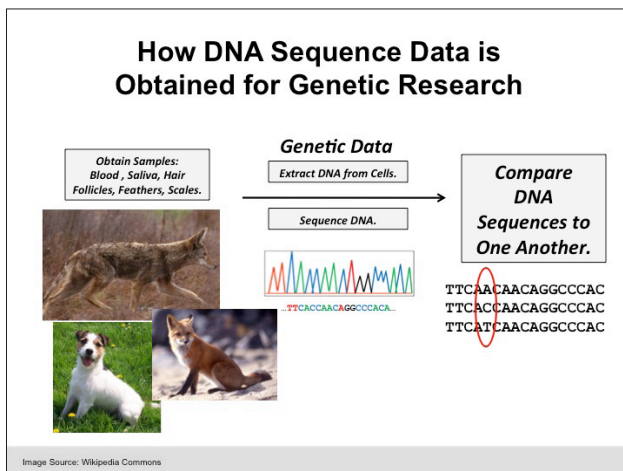 How DNA Sequence Data is
Obtained for Genetic Research
Obtain Samples:
Blood , Saliva, Hair
Follicles, Feathers, Scales.
Genetic Data
Extract DNA from Cells.
Sequence DNA.
...TTCACCAACAGGCCCACA...
Compare
DNA
Sequences to
One Another.
TTCAACAACAGGCCCAC
TTCACCAACAGGCCCAC
TTCATCAACAGGCCCAC
Image Source: Wikipedia Commons